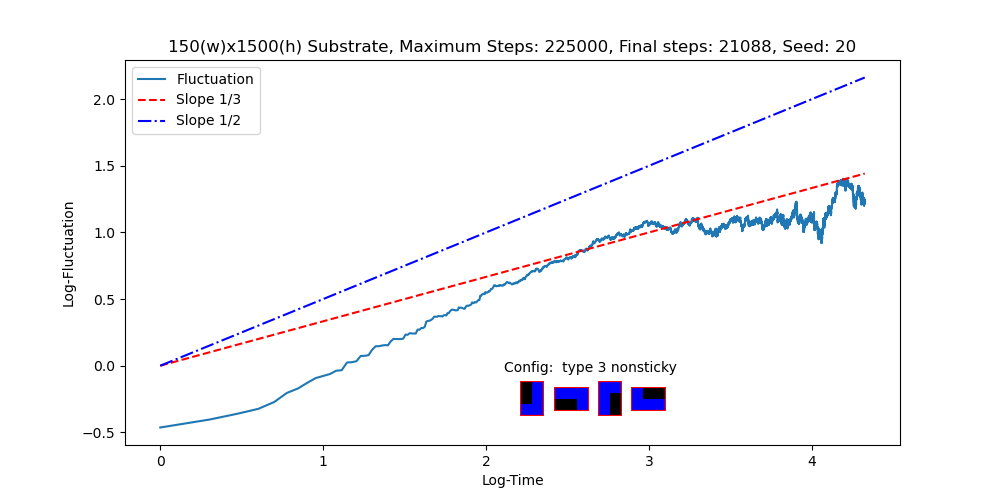 150(w)x1500(h) Substrate, Maximum Steps: 225000, Final steps: 21088, Seed: 20
Fluctuation
Slope 1/3
Slope 1/2
Log-Fluctuation
2.0
1.5
1.0
0.5
0.0
−0.5
Config:  type 3 nonsticky
0
1
2
3
4
Log-Time